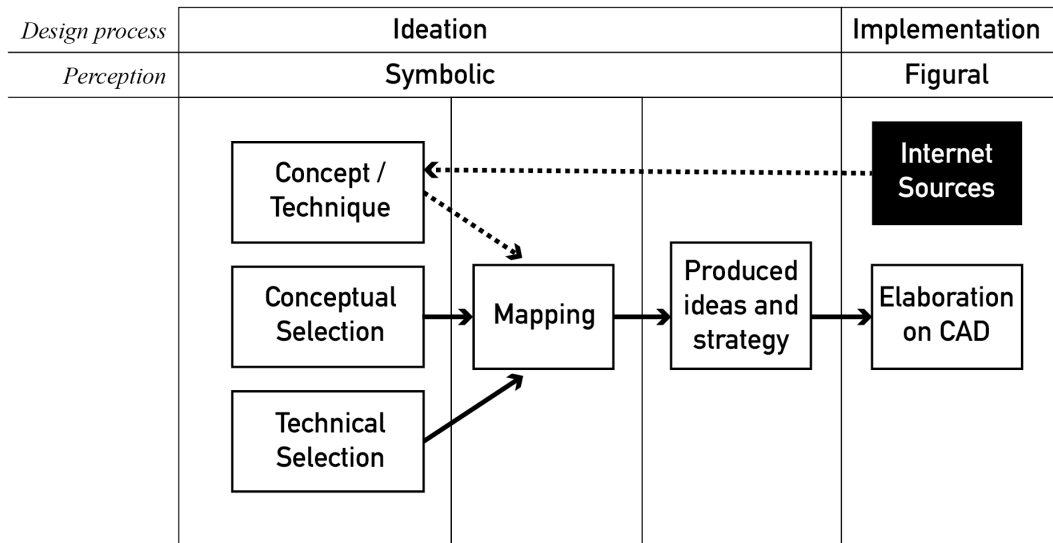 Design process
Ideation
Implementation
Perception
Symbolic
Figural
Concept /
Technique
Internet
Sources
Conceptual
Selection
Mapping
Produced
ideas and
strategy
Elaboration
on CAD
Technical
Selection